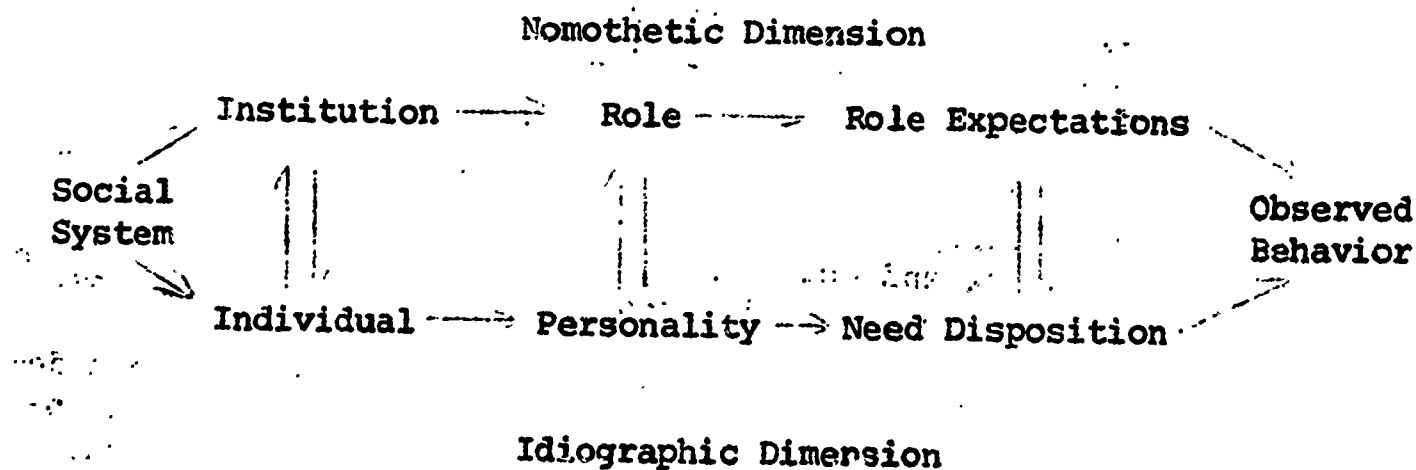 Nomothetic Dimension
Institution Role Role Expectations
Social
System
Observed
Behavior
Individual Personality Need Disposition
Idiographic Dimension